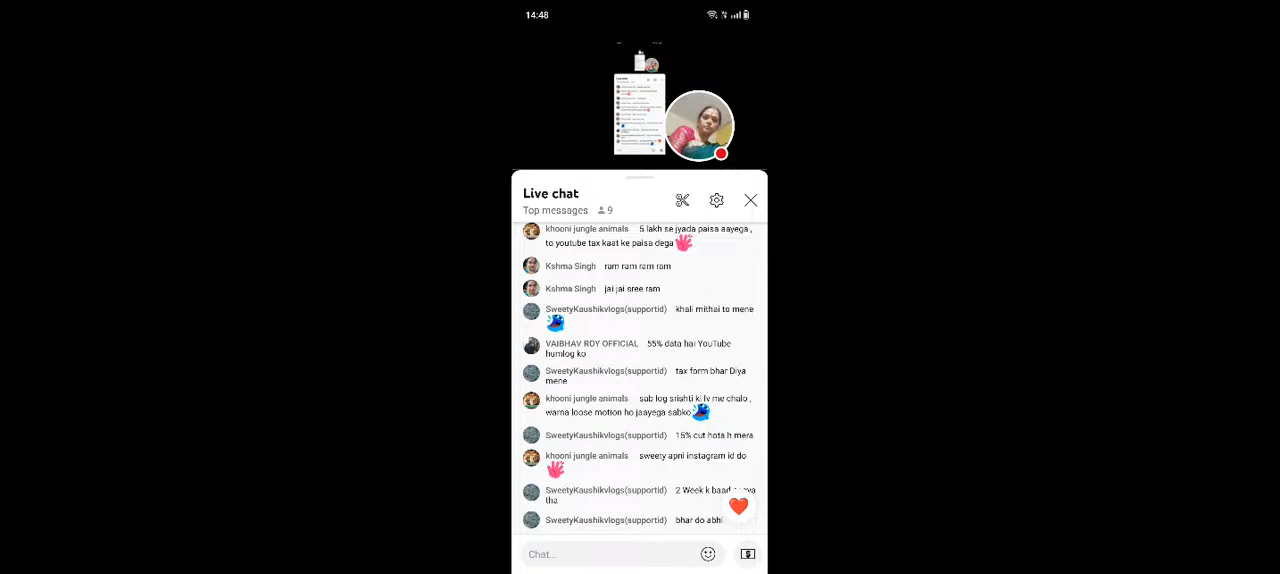 14:48
Live chat
Top messages 9
khooni jungle animals 5 lakh se jyada paisa aayega ,
to youtube tax kaat ke paisa dega
Kshma Singh ram ram ram ram
Kshma Singh jai jai sree ram
SweetyKaushikvlogs(supportid) khali mithai to mene
VAIBHAV ROY OFFICIAL 55% data hai YouTube
humlog ko
SweetyKaushikvlogs(supportid) tax form bhar Diya
mene
khooni jungle animals sab log srishti ki lv me chalo ,
warna loose motion ho jaayega sabko
SweetyKaushikvlogs(supportid) 15% cut hota h mera
khooni jungle animals sweety apni instagram id do
SweetyKaushikvlogs(supportid) 2 Week k baad
tha
SweetyKaushikvlogs(supportid) bhar do abhi
Chat...